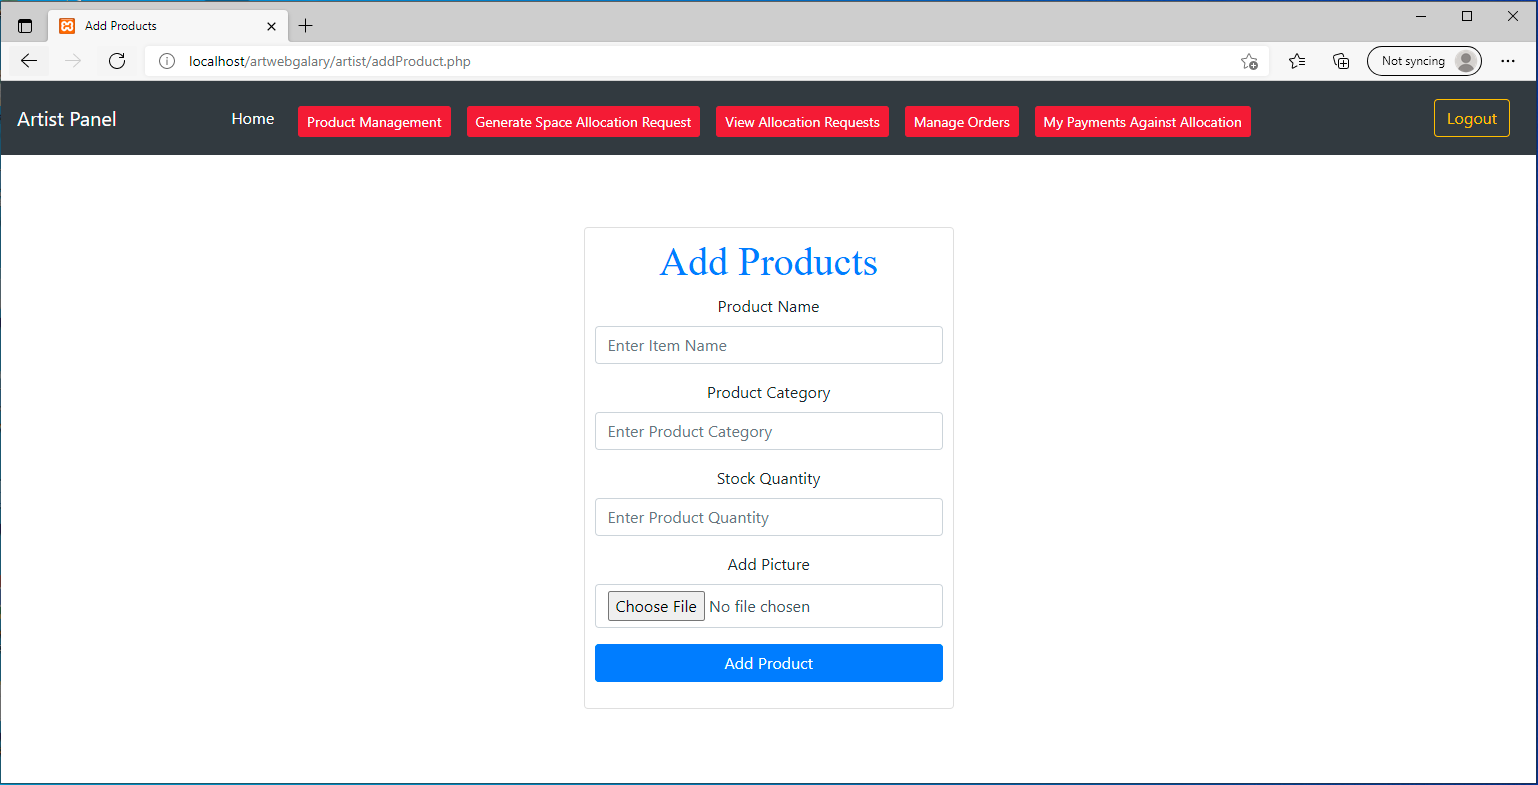 Add Products
localhost/artwebgalary/artist/addProduct.php
Not syncing
Artist Panel Home Product Management Generate Space Allocation Request View Allocation Requests Manage Orders My Payments Against Allocation Logout
Add Products
Product Name
Enter Item Name
Product Category
Enter Product Category
Stock Quantity
Enter Product Quantity
Add Picture
Choose File No file chosen
Add Product